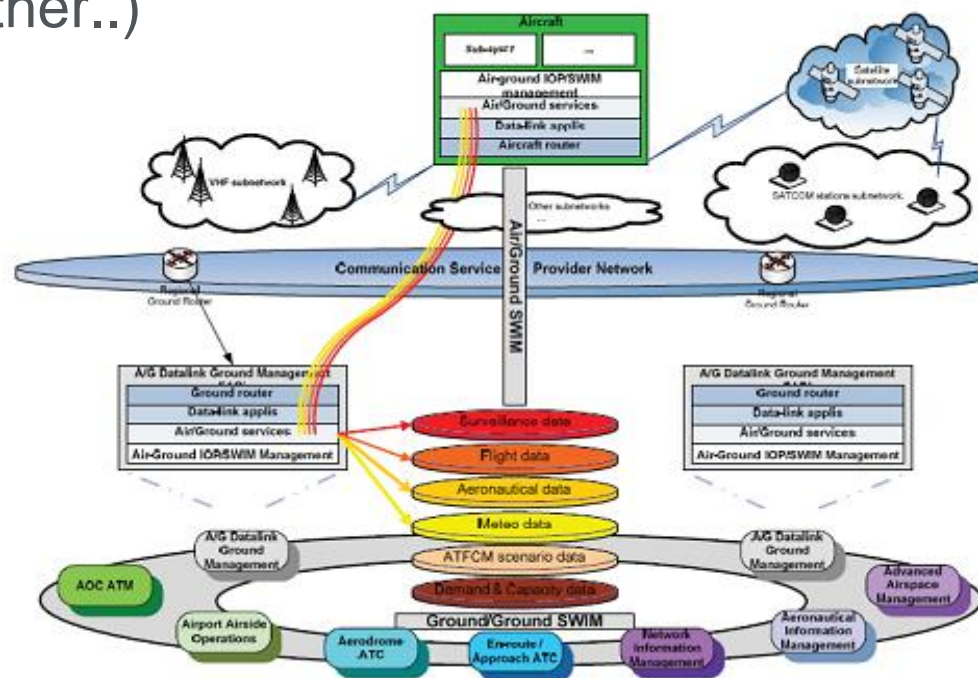 ther..)
Aircraft
...
Air-ground IOP/SWIM
management
Air/Ground services
Data-link applis
Aircraft router
Satellite
subnetwork
VHF subnetwork
Other subnetworks
...
SATCOM stations subnetwork
Communication Service Provider Network
Regional
Ground Router
Regional
Ground Router
Air/Ground SWIM
A/G Datalink Ground Management
Ground router
Data-link applis
Air/Ground services
Air-Ground IOP/SWIM Management
A/G Datalink Ground Management
Ground router
Data-link applis
Air/Ground services
Air-Ground IOP/SWIM Management
Surveillance data
Flight data
Aeronautical data
Meteo data
ATFCM scenario data
Demand & Capacity data
Ground/Ground SWIM
A/G Datalink
Ground
Management
A/G Datalink
Ground
Management
AOC ATM
Advanced
Airspace
Management
Airport Airside
Operations
Aerodrome
ATC
En-route /
Approach ATC
Network
Information
Management
Aeronautical
Information
Management